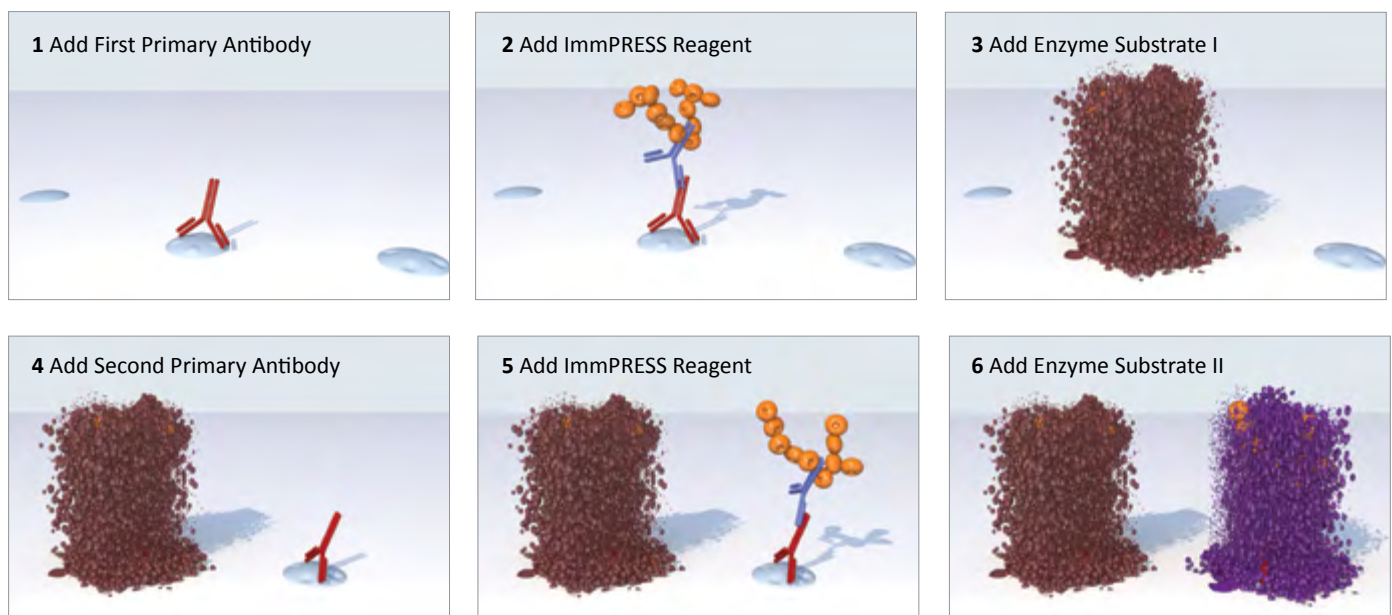 1 Add First Primary Antibody
2 Add ImmPRESS Reagent
3 Add Enzyme Substrate I
4 Add Second Primary Antibody
5 Add ImmPRESS Reagent
6 Add Enzyme Substrate II